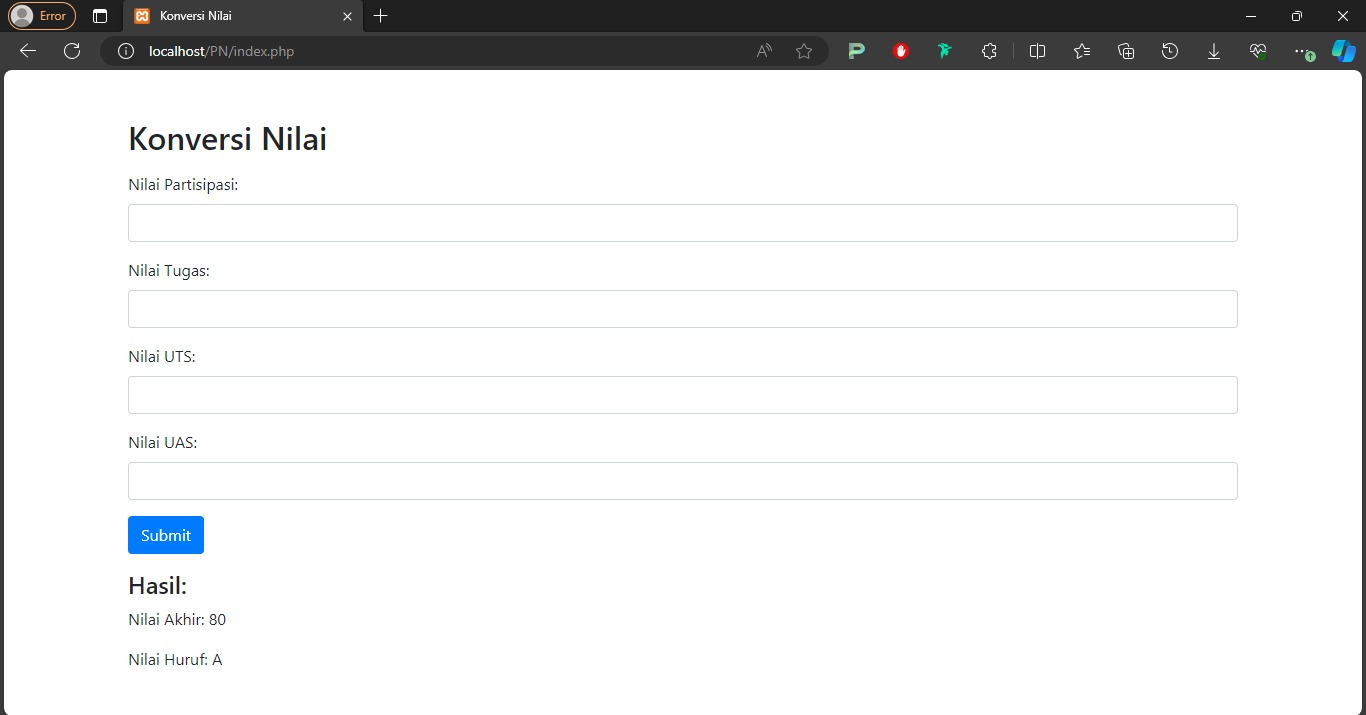 Error
Konversi Nilai
localhost/PN/index.php
Konversi Nilai
Nilai Partisipasi:
Nilai Tugas:
Nilai UTS:
Nilai UAS:
Submit
Hasil:
Nilai Akhir: 80
Nilai Huruf: A